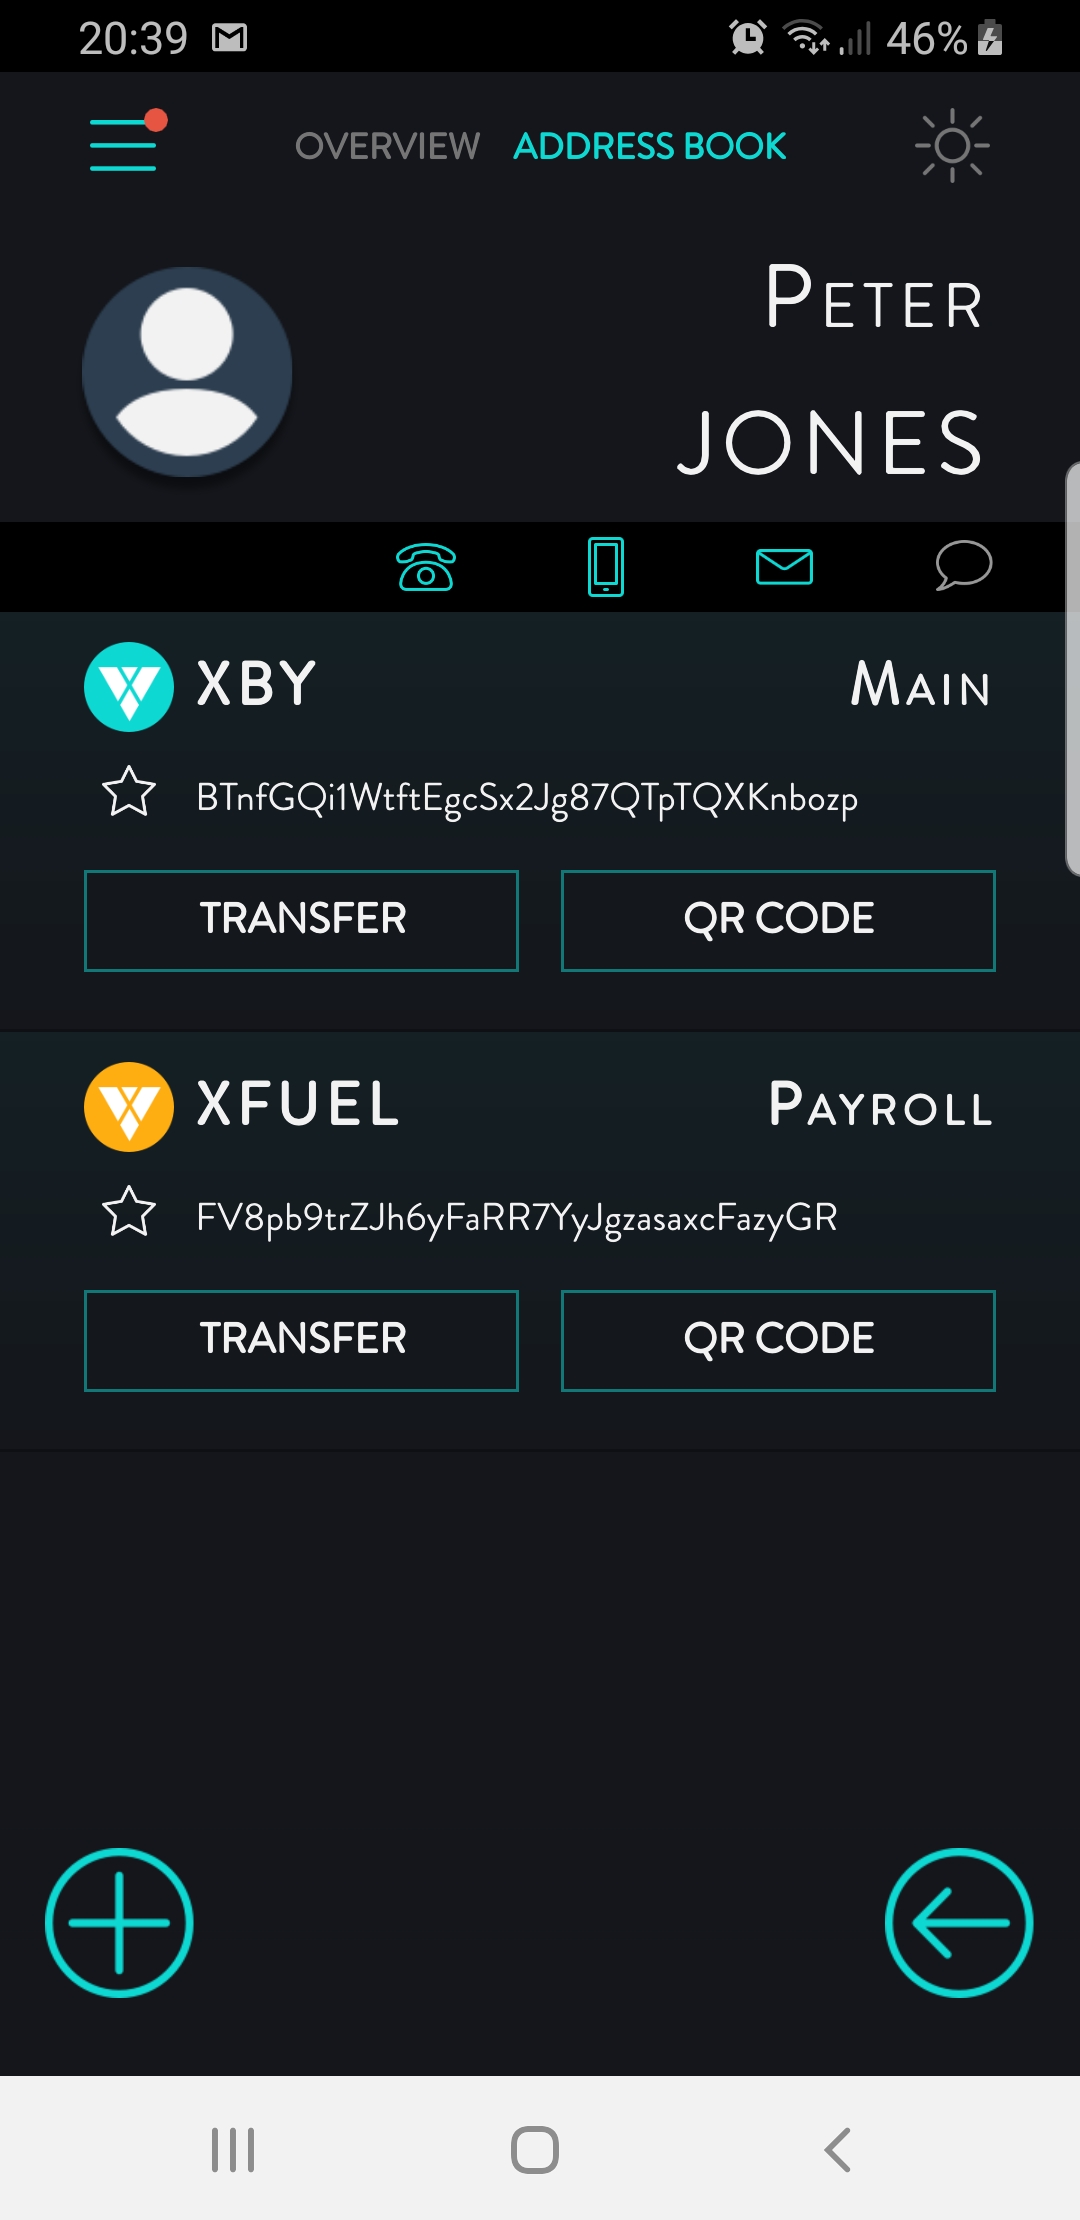 20:39 46%
OVERVIEW ADDRESS BOOK
Peter
JONES
XBY Main
BTnfGQi1WtftEgcSx2Jg87QTpTQXKnbozp
TRANSFER QR CODE
XFUEL Payroll
FV8pb9trZJh6yFaRR7YyJgzasaxcFazyGR
TRANSFER QR CODE